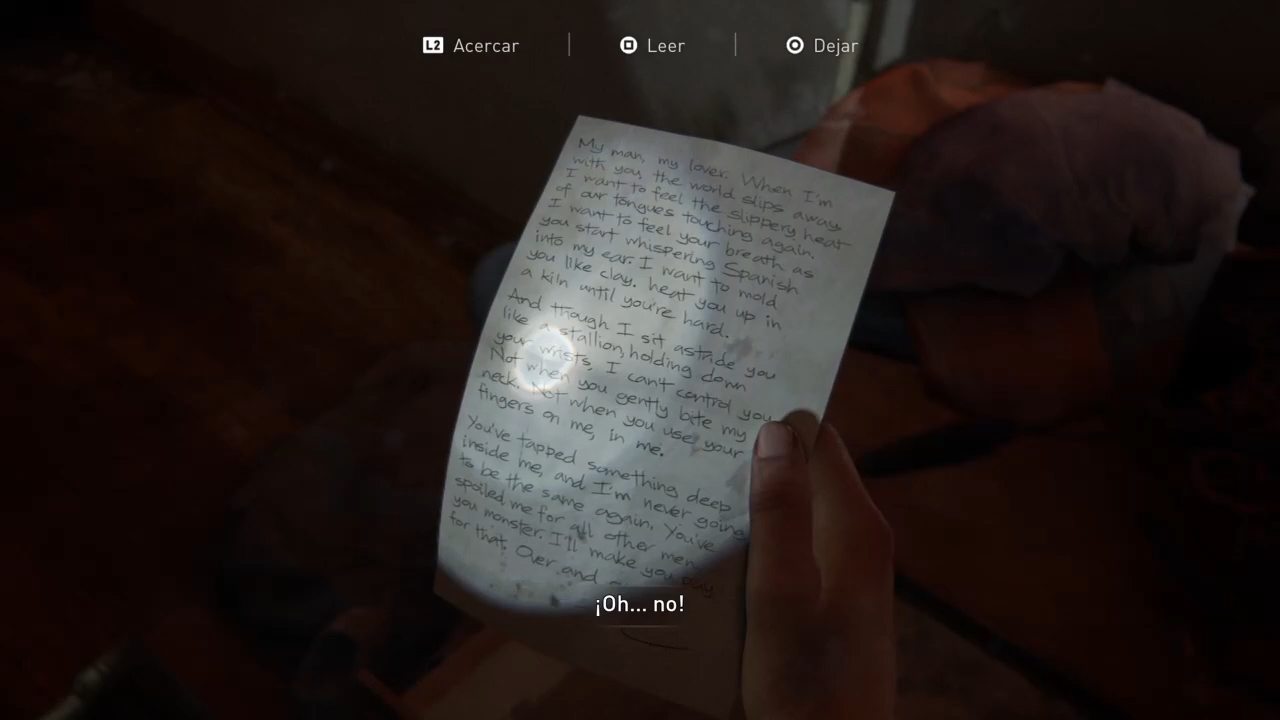 L2 Acercar
Leer
Dejar
My man, my lover. When I'm
with you, the world slips away.
I want to feel the slippery heat
of our tongues touching again.
I want to feel your breath as
you start whispering Spanish
into my ear. I want to mold
you like clay. heat you up in
a kiln until you're hard.
And though I sit astride you
like a stallion, holding down
your wrists, I can't control you.
Not when you gently bite my
neck. Not when you use your
fingers on me, in me.
You've tapped something deep
inside me, and I'm never going
to be the same again. You've
spoiled me for all other men
you monster. I'll make you pay
for that. Over and
¡Oh... no!